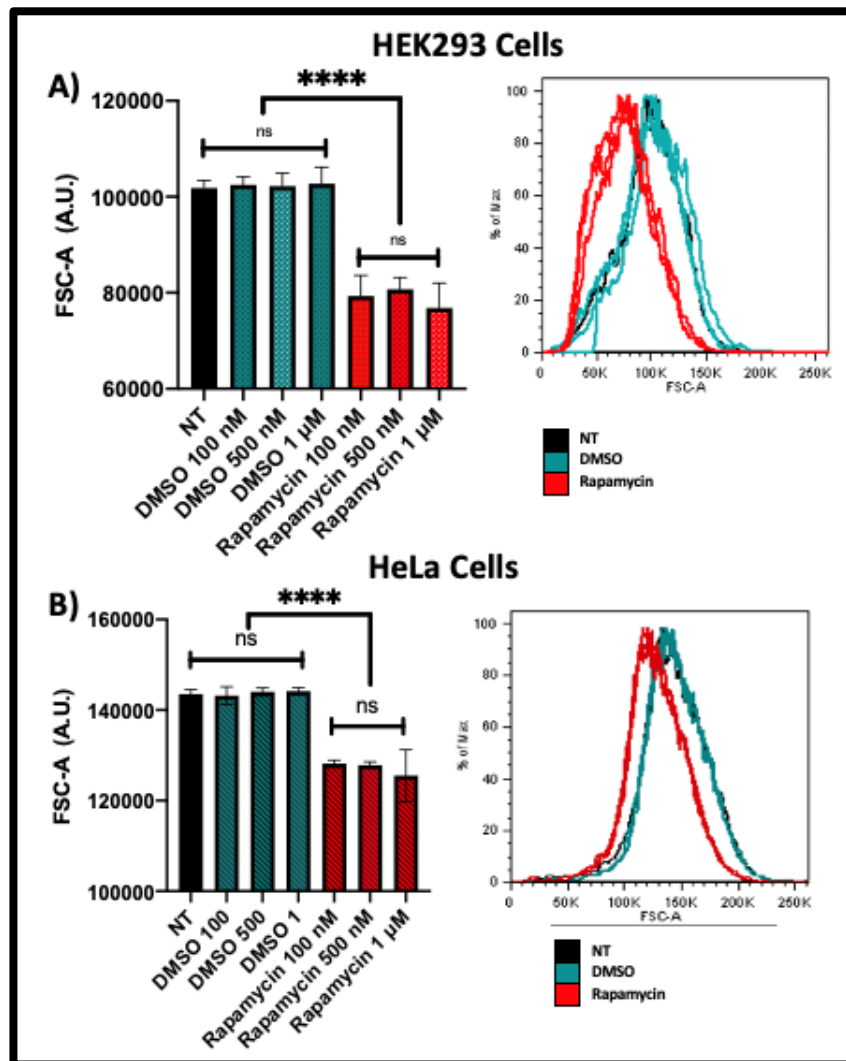 HEK293 Cells
A)
****
ns
ns
FSC-A (A.U.)
120000
100000
80000
60000
NT
DMSO 100 nM
DMSO 500 nM
DMSO 1 µM
Rapamycin 100 nM
Rapamycin 500 nM
Rapamycin 1 µM
% of Max
100
80
60
40
20
0
0 50K 100K 150K 200K 250K
FSC-A
NT
DMSO
Rapamycin
HeLa Cells
B)
****
ns
ns
FSC-A (A.U.)
160000
140000
120000
100000
NT
DMSO 100
DMSO 500
DMSO 1
Rapamycin 100 nM
Rapamycin 500 nM
Rapamycin 1 µM
% of Max
100
80
60
40
20
0
0 50K 100K 150K 200K 250K
FSC-A
NT
DMSO
Rapamycin